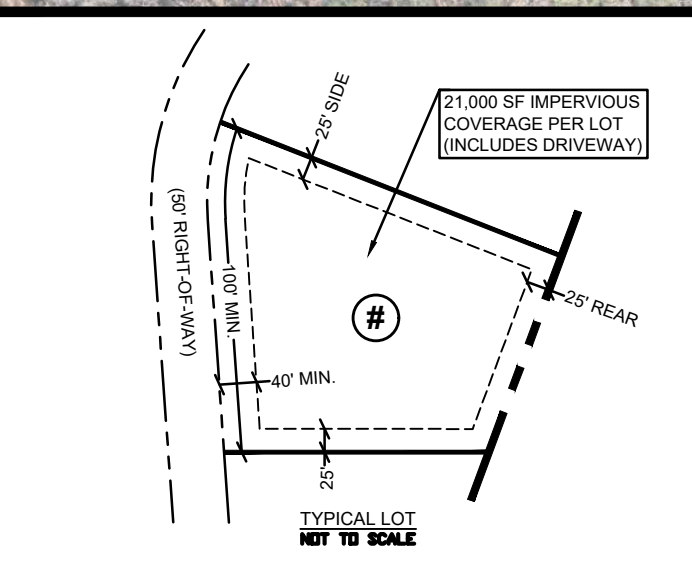 25' SIDE
21,000 SF IMPERVIOUS
COVERAGE PER LOT
(INCLUDES DRIVEWAY)
(50' RIGHT-OF-WAY)
100' MIN.
#
25' REAR
40' MIN.
25'
TYPICAL LOT
NOT TO SCALE